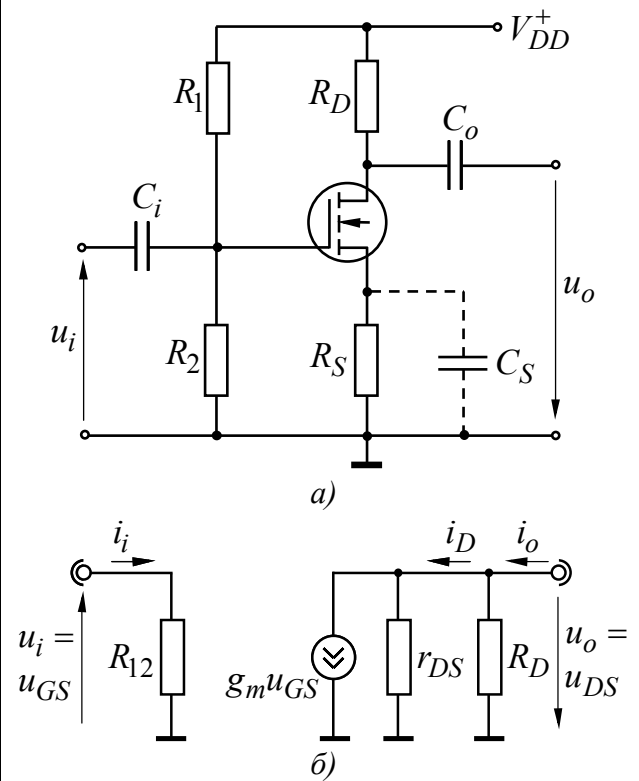 V_DD^+
R_1
R_D
C_o
C_i
u_i
R_2
R_S
C_S
u_o
а)
i_i
i_D
i_o
u_i =
u_GS
R_12
g_m u_GS
r_DS
R_D
u_o =
u_DS
б)